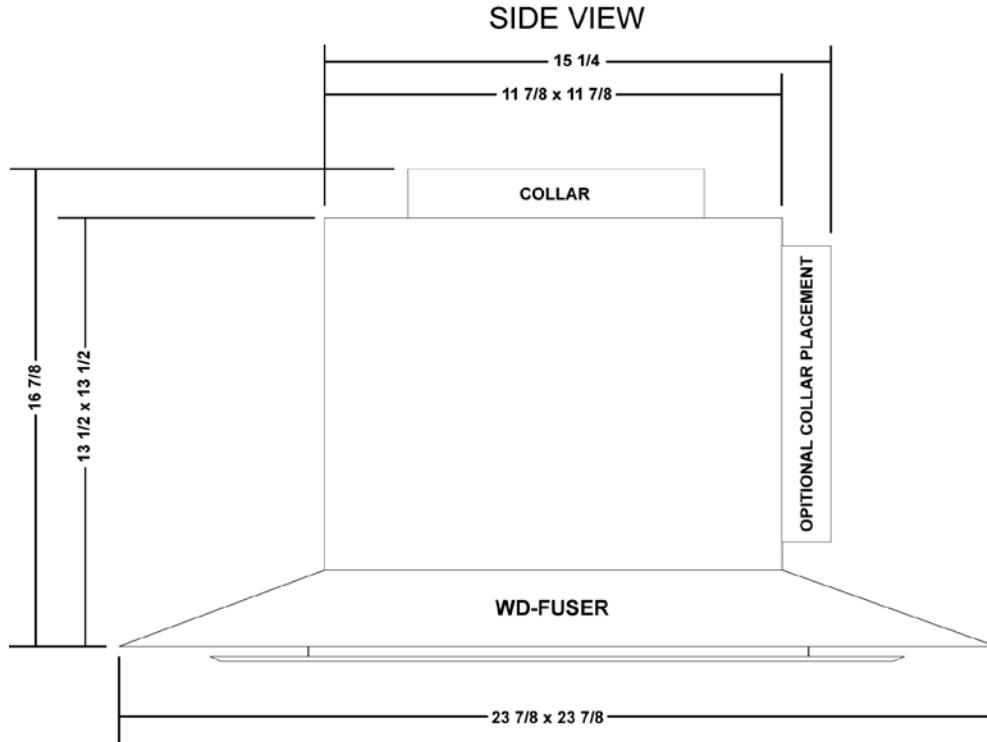 SIDE VIEW
15 1/4
11 7/8 x 11 7/8
COLLAR
OPITIONAL COLLAR PLACEMENT
16 7/8
13 1/2 x 13 1/2
WD-FUSER
23 7/8 x 23 7/8